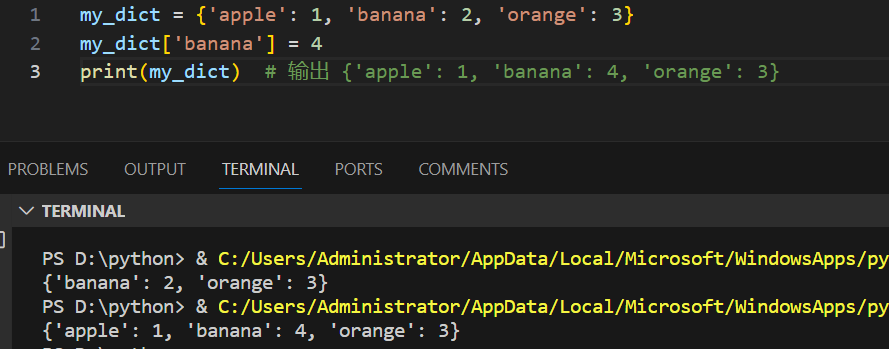 1 my_dict = {'apple': 1, 'banana': 2, 'orange': 3}
2 my_dict['banana'] = 4
3 print(my_dict)  # 输出 {'apple': 1, 'banana': 4, 'orange': 3}
PROBLEMS OUTPUT TERMINAL PORTS COMMENTS
TERMINAL
PS D:\python> & C:/Users/Administrator/AppData/Local/Microsoft/WindowsApps/py
{'banana': 2, 'orange': 3}
PS D:\python> & C:/Users/Administrator/AppData/Local/Microsoft/WindowsApps/py
{'apple': 1, 'banana': 4, 'orange': 3}